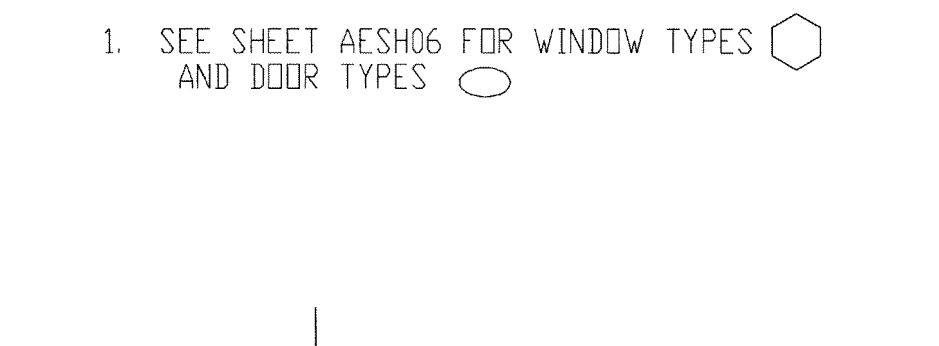 1. SEE SHEET AESH06 FOR WINDOW TYPES
AND DOOR TYPES